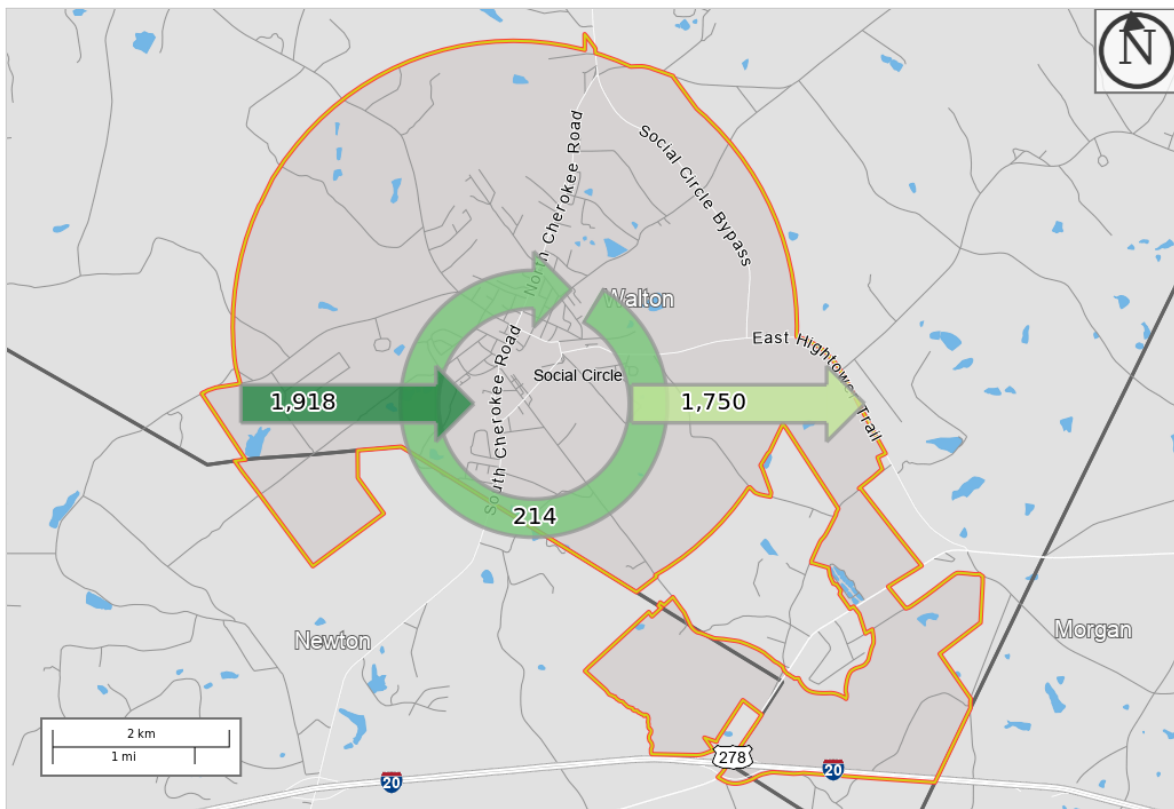 N
North Cherokee Road
Social Circle Bypass
Walton
East Hightower Trail
South Cherokee Road
Social Circle
1,918
1,750
214
Newton
Morgan
2 km
1 mi
278
20
20